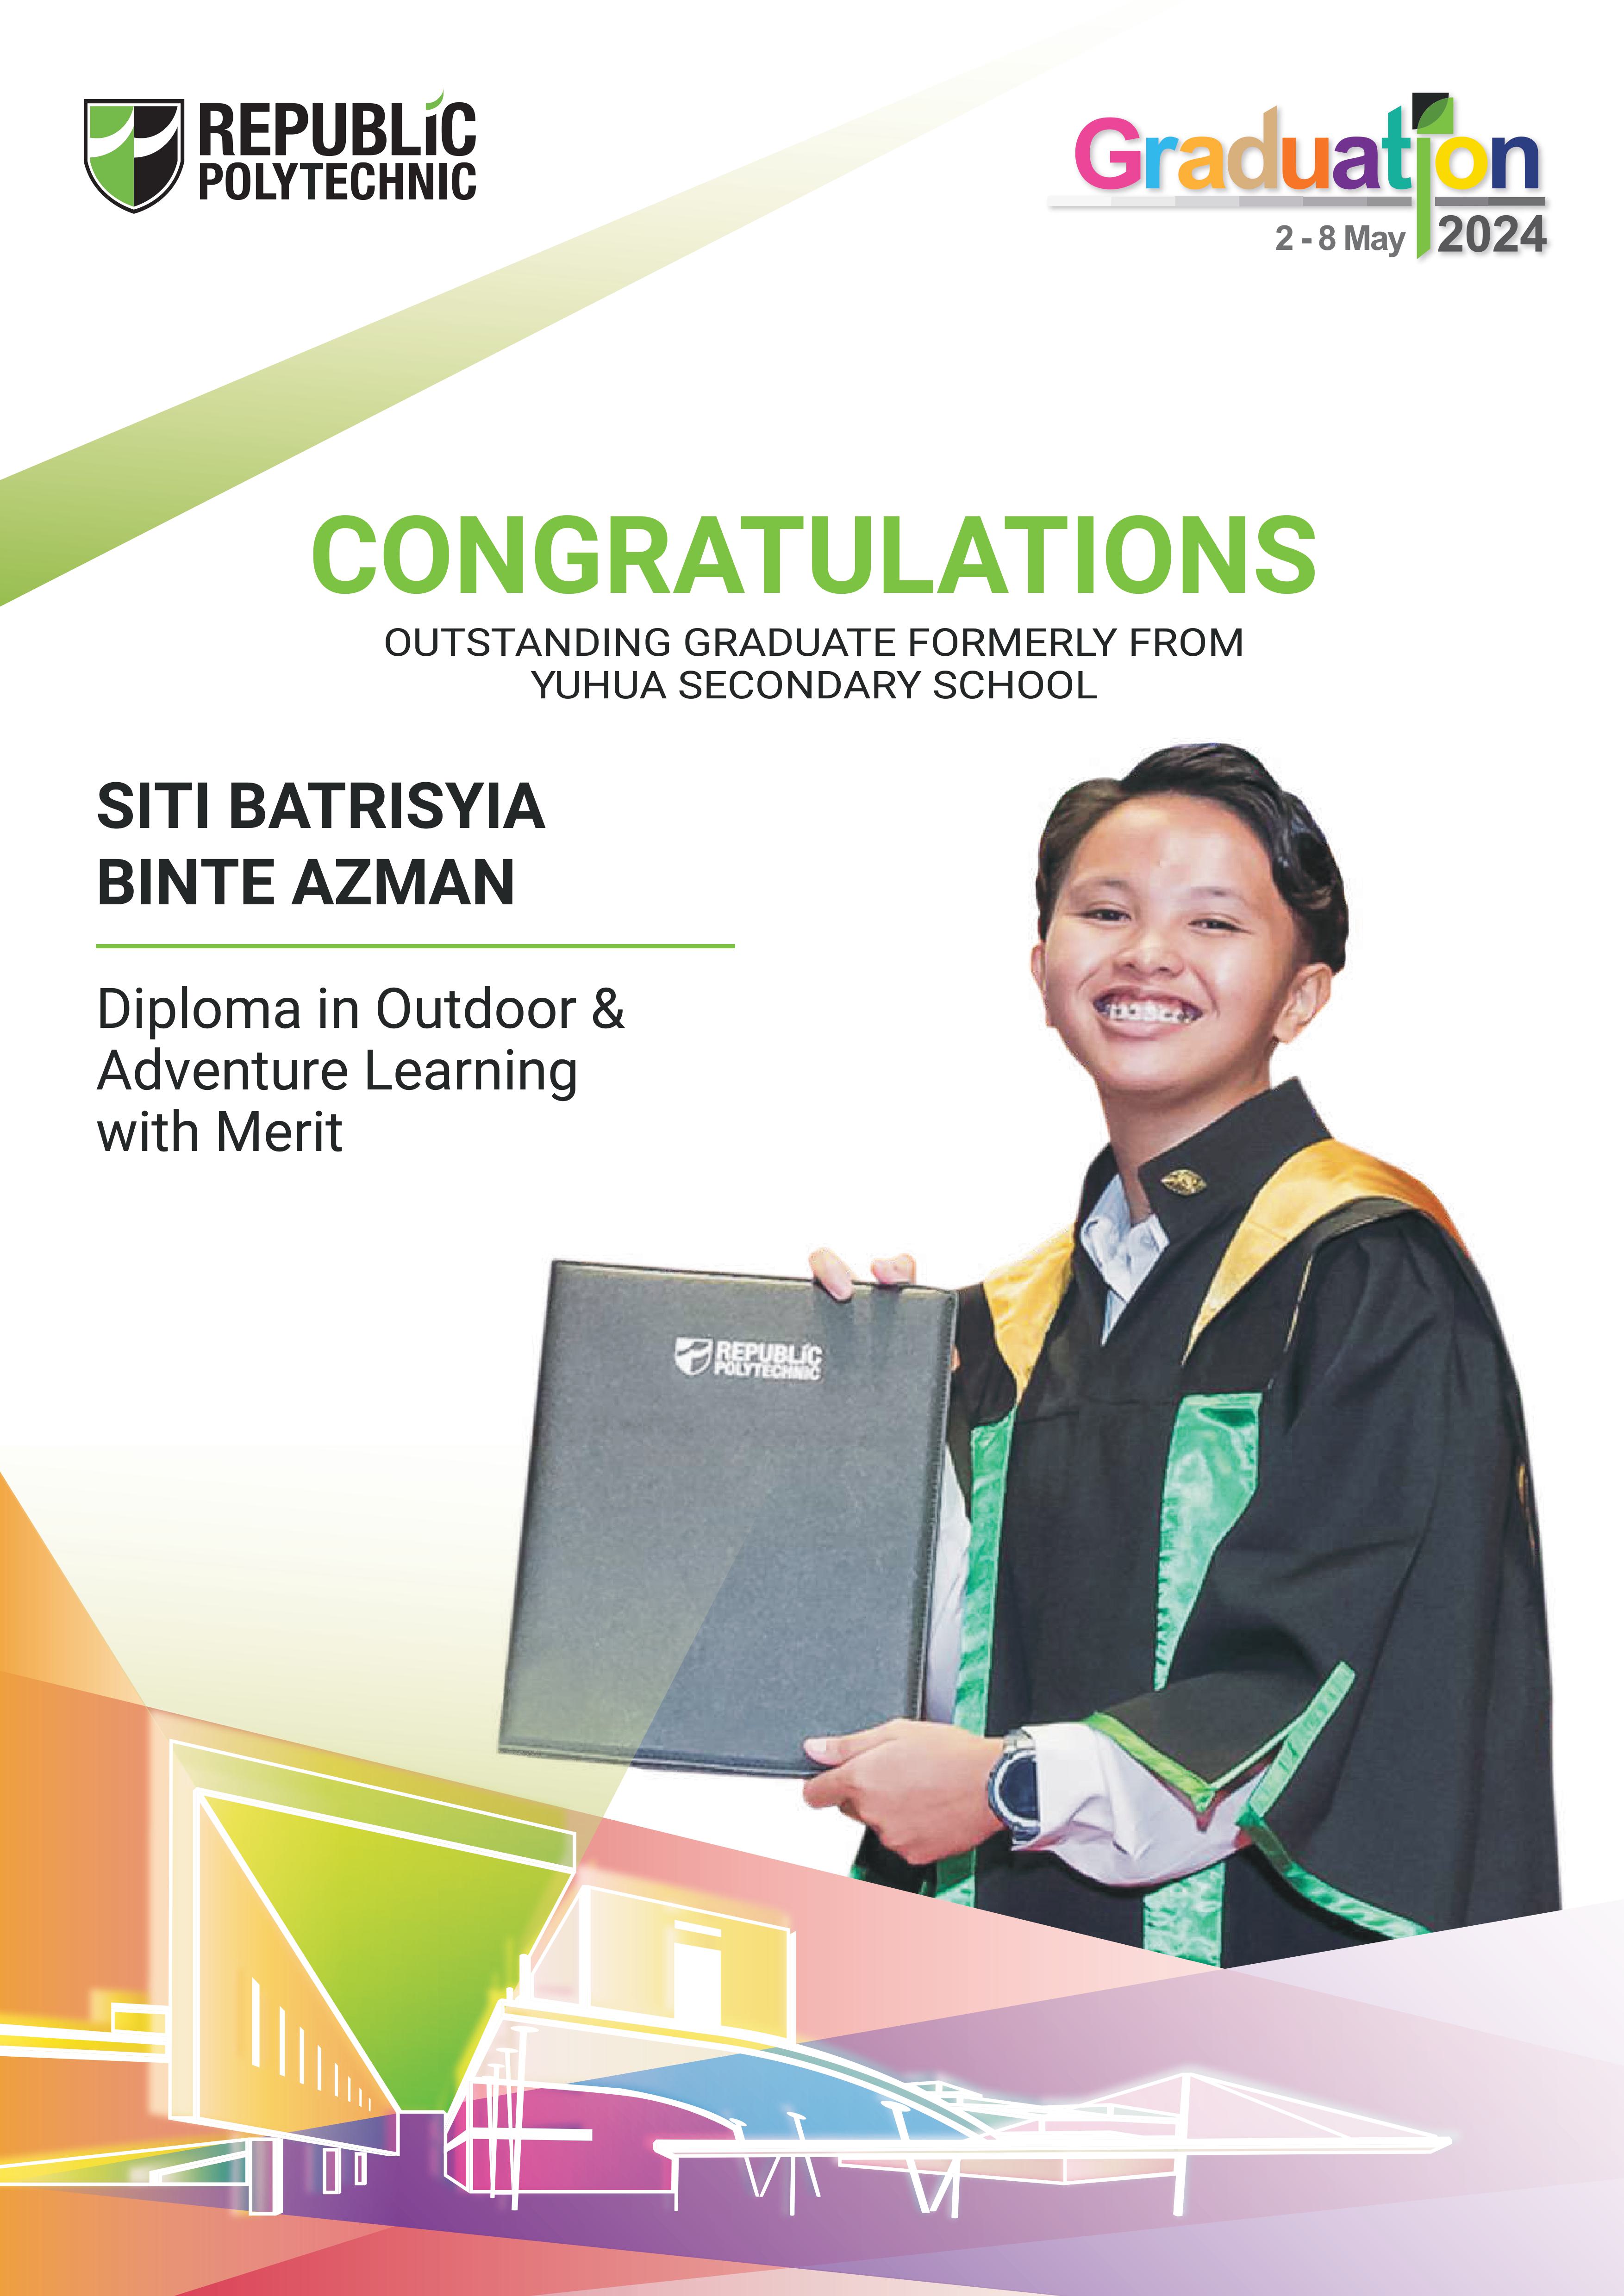 REPUBLIC
POLYTECHNIC
Graduation
2 - 8 May 2024
CONGRATULATIONS
OUTSTANDING GRADUATE FORMERLY FROM
YUHUA SECONDARY SCHOOL
SITI BATRISYIA
BINTE AZMAN
Diploma in Outdoor &
Adventure Learning
with Merit
REPUBLIC
POLYTECHNIC